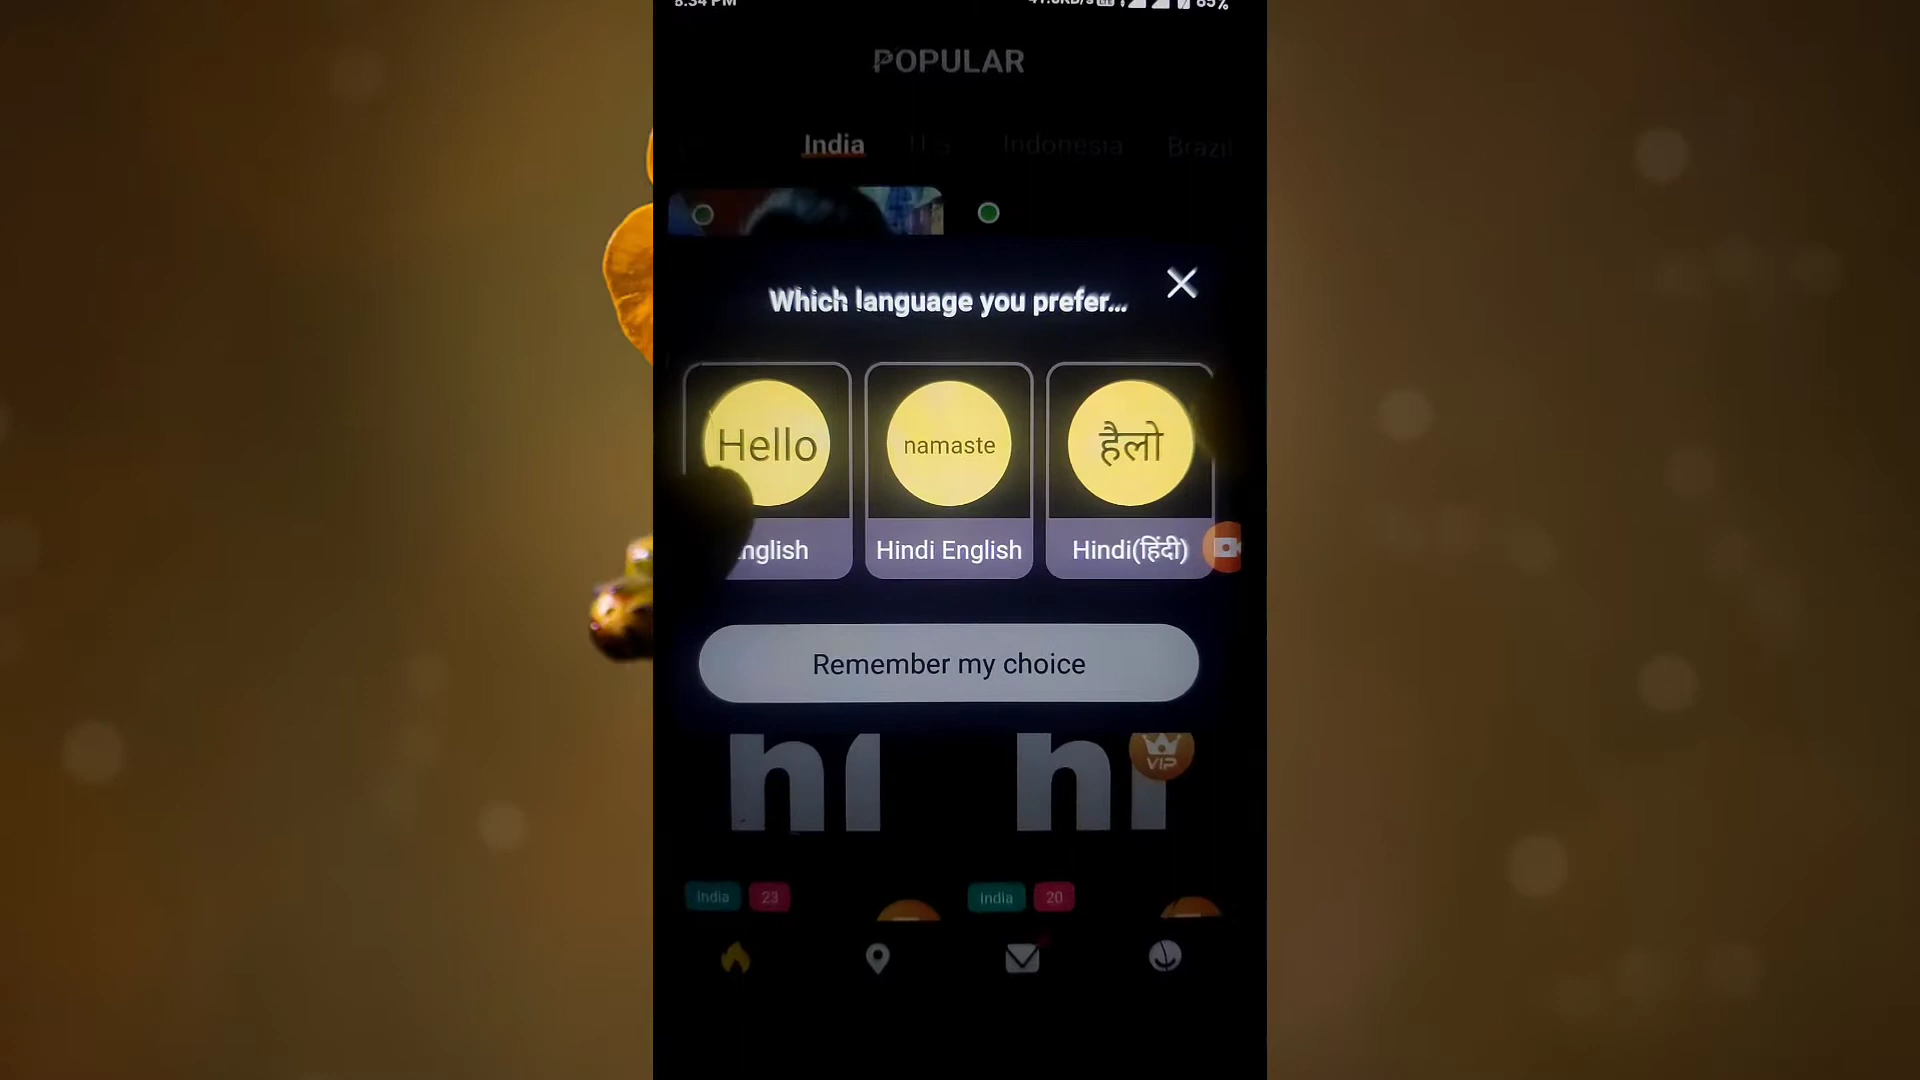 POPULAR
India U S Indonesia Brazil
Which language you prefer...
Hello
namaste
हैलो
nglish
Hindi English
Hindi(हिंदी)
Remember my choice
VIP
India 23
India 20